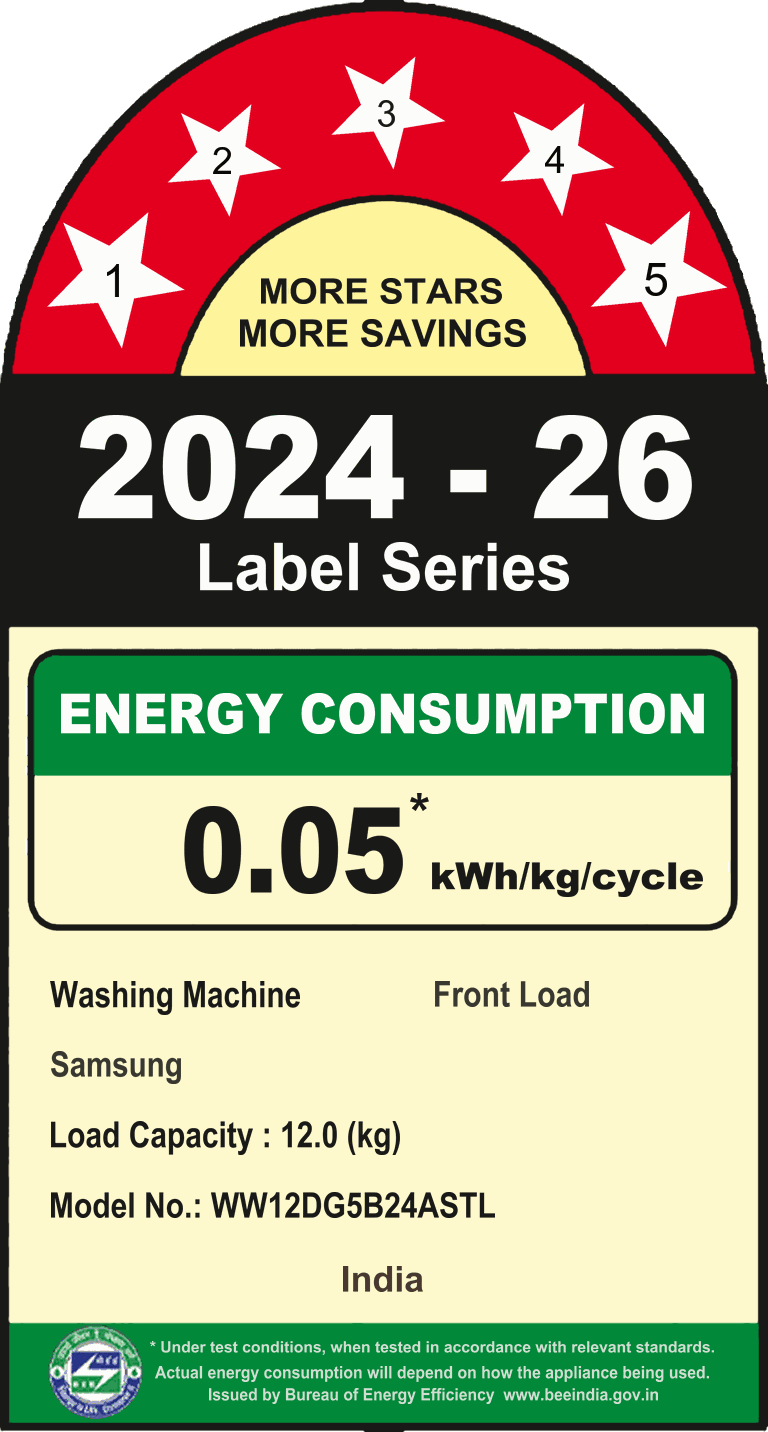 1
2
3
4
5
MORE STARS
MORE SAVINGS
2024 - 26
Label Series
ENERGY CONSUMPTION
0.05* kWh/kg/cycle
Washing Machine Front Load
Samsung
Load Capacity : 12.0 (kg)
Model No.: WW12DG5B24ASTL
India
* Under test conditions, when tested in accordance with relevant standards.
Actual energy consumption will depend on how the appliance being used.
Issued by Bureau of Energy Efficiency www.beeindia.gov.in